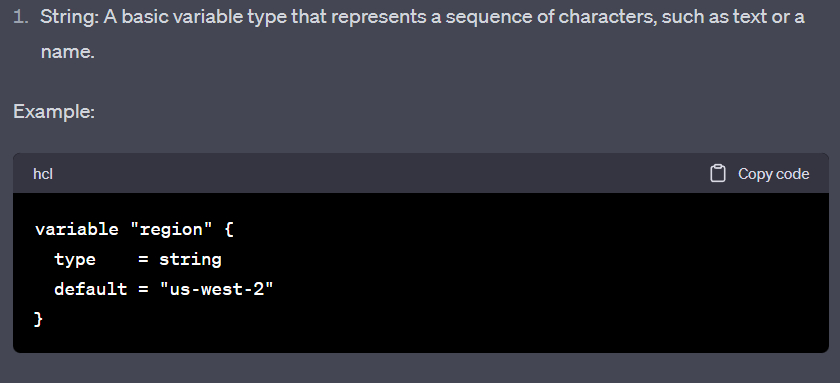 1. String: A basic variable type that represents a sequence of characters, such as text or a
name.
Example:
hcl Copy code
variable "region" {
  type    = string
  default = "us-west-2"
}